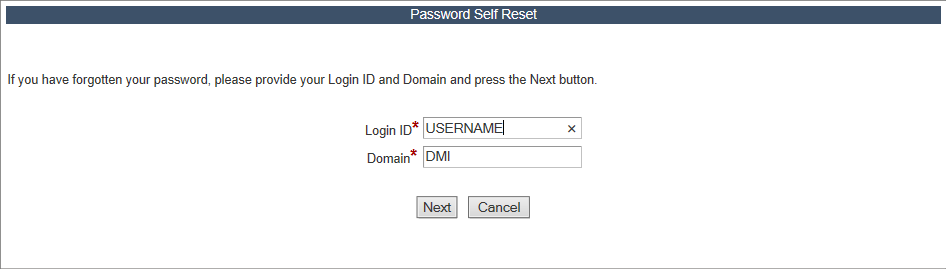 Password Self Reset
If you have forgotten your password, please provide your Login ID and Domain and press the Next button.
Login ID* USERNAME ×
Domain* DMI
Next Cancel